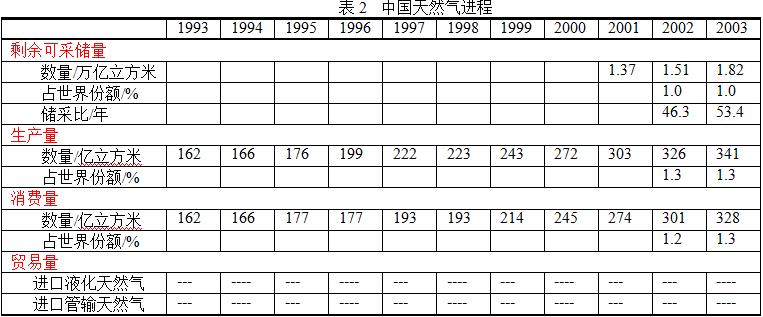 表 2 中国天然气进程
1993 1994 1995 1996 1997 1998 1999 2000 2001 2002 2003
剩余可采储量
数量/万亿立方米 1.37 1.51 1.82
占世界份额/% 1.0 1.0
储采比/年 46.3 53.4
生产量
数量/亿立方米 162 166 176 199 222 223 243 272 303 326 341
占世界份额/% 1.3 1.3
消费量
数量/亿立方米 162 166 177 177 193 193 214 245 274 301 328
占世界份额/% 1.2 1.3
贸易量
进口液化天然气 --- ---- ---- ---- --- --- --- --- --- --- ----
进口管输天然气 --- ---- ---- ---- --- --- --- --- --- --- ----